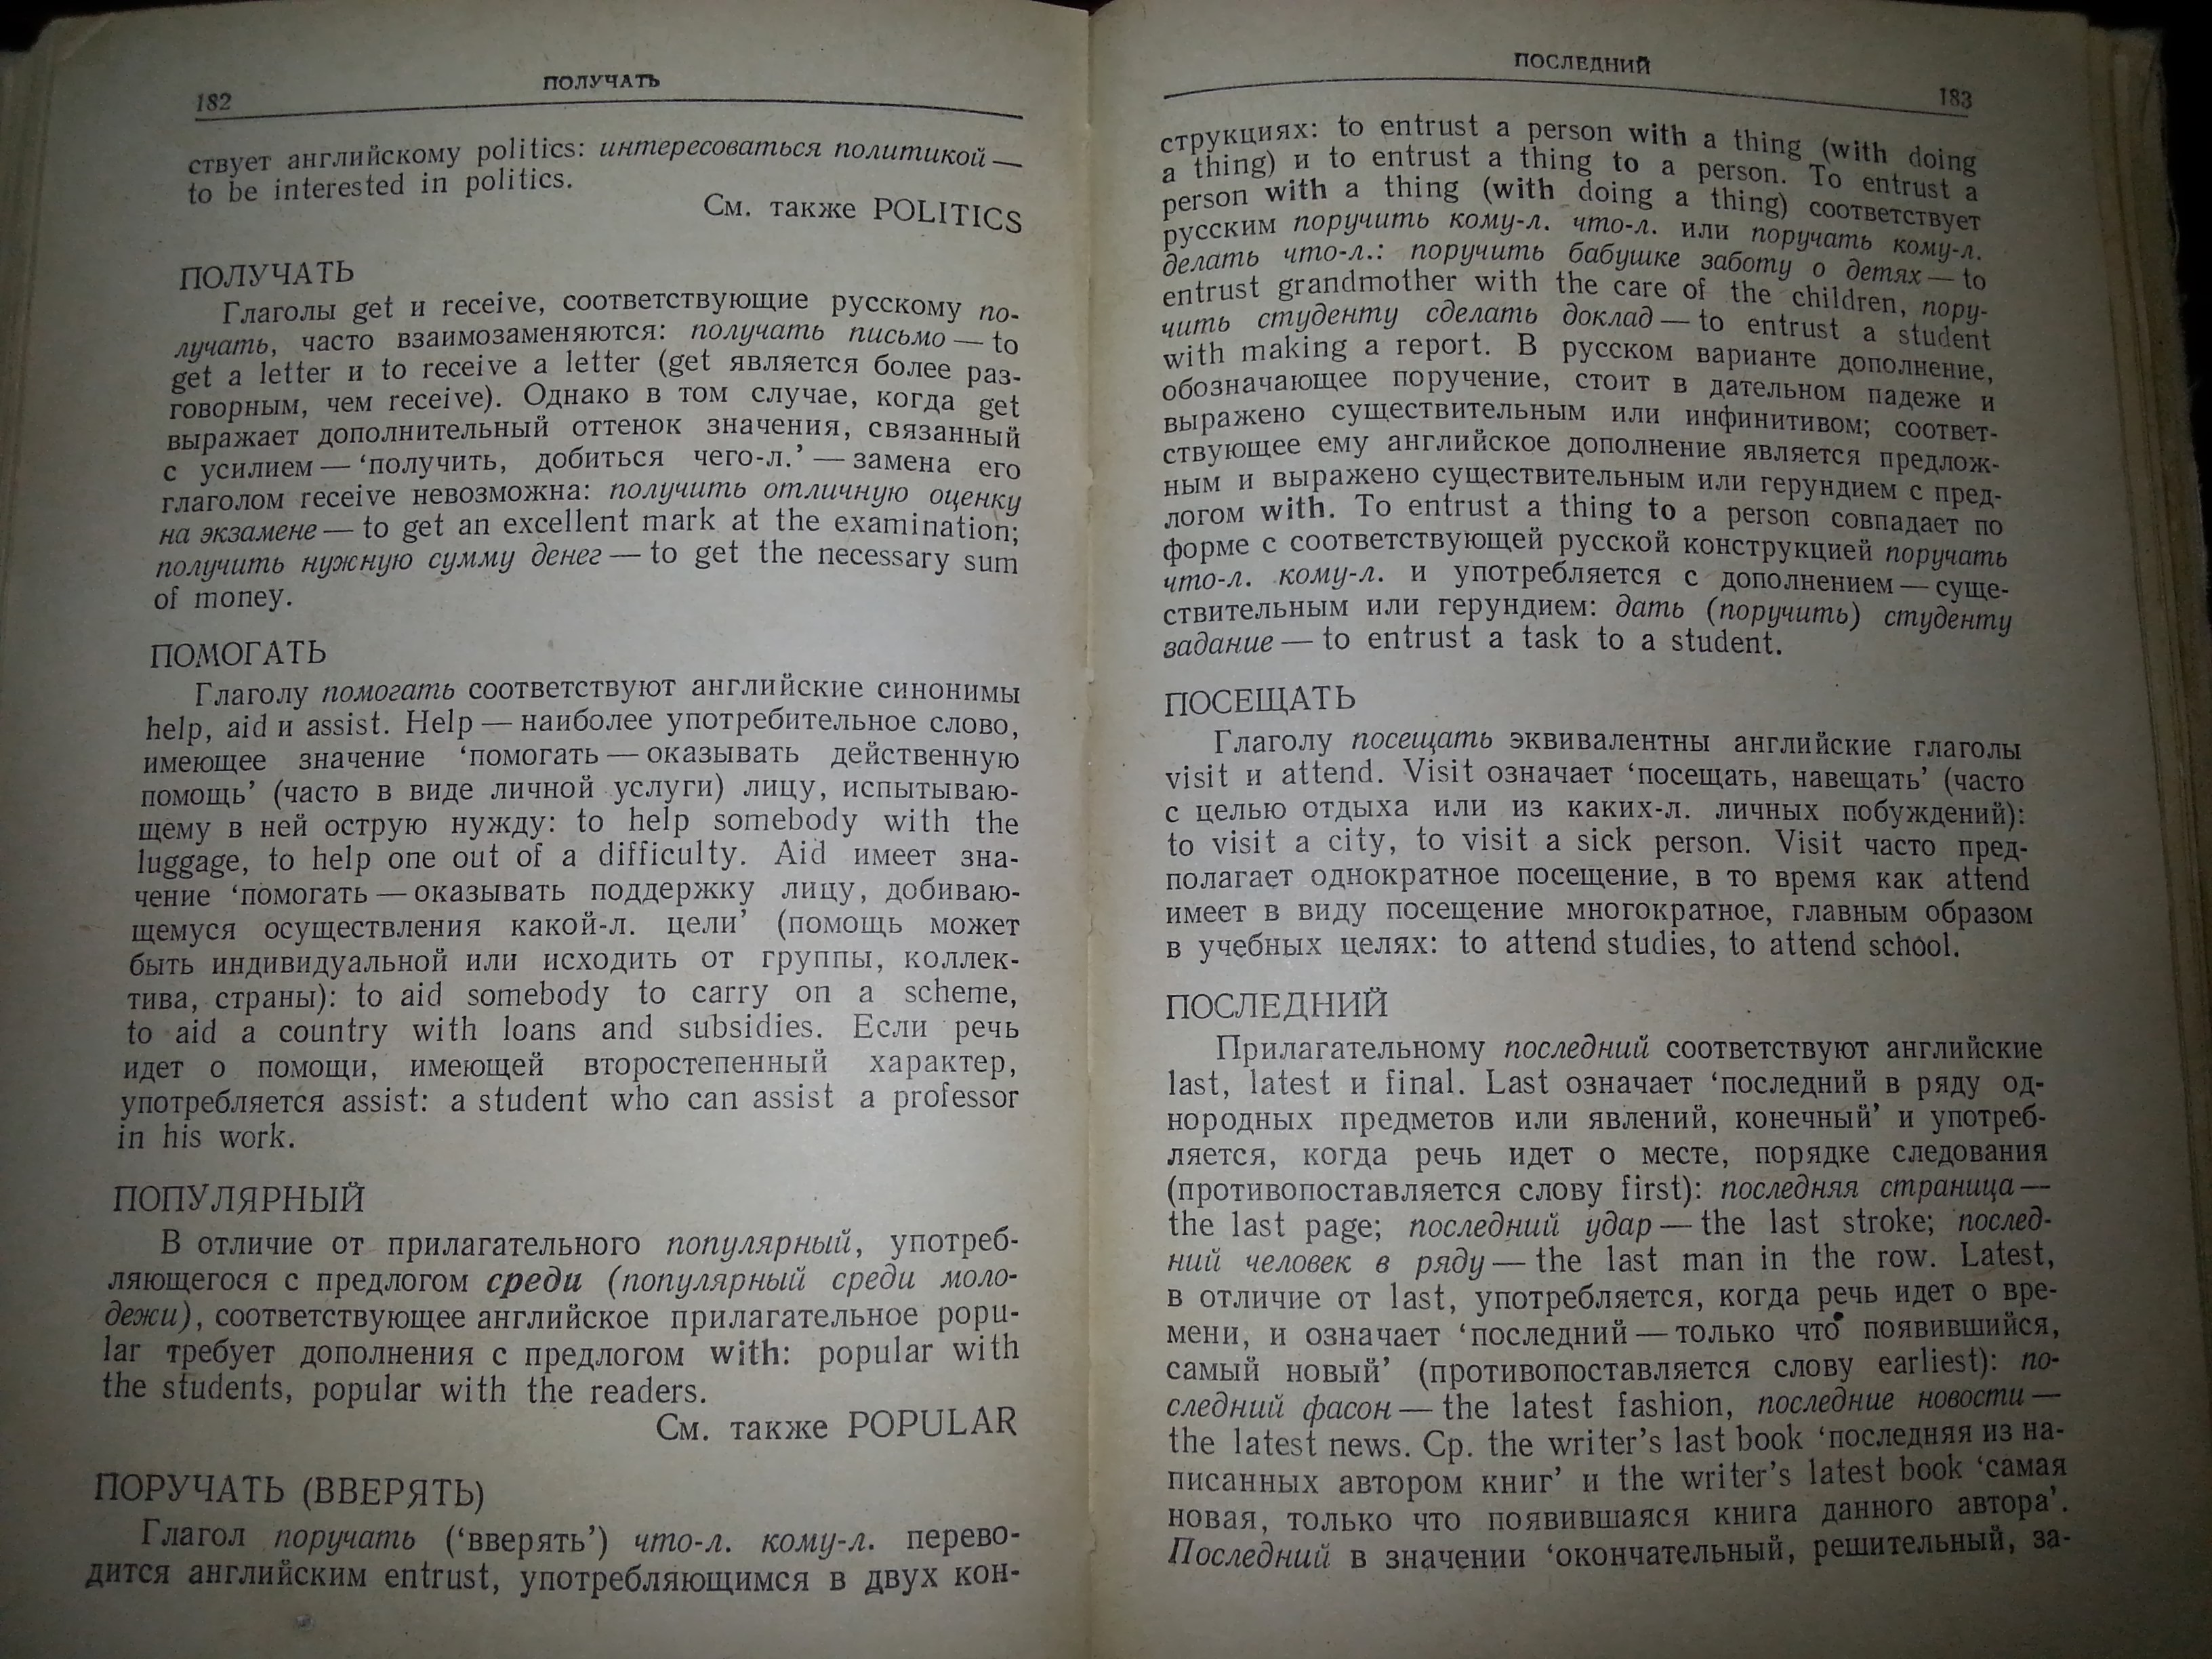 182
ПОЛУЧАТЬ
ствует английскому politics: интересоваться политикой —
to be interested in politics.
См. также POLITICS
ПОЛУЧАТЬ
Глаголы get и receive, соответствующие русскому по-
лучать, часто взаимозаменяются: получать письмо — to
get a letter и to receive a letter (get является более раз-
говорным, чем receive). Однако в том случае, когда get
выражает дополнительный оттенок значения, связанный
с усилием — ‘получить, добиться чего-л.’ — замена его
глаголом receive невозможна: получить отличную оценку
на экзамене — to get an excellent mark at the examination;
получить нужную сумму денег — to get the necessary sum
of money.
ПОМОГАТЬ
Глаголу помогать соответствуют английские синонимы
help, aid и assist. Help — наиболее употребительное слово,
имеющее значение ‘помогать — оказывать действенную
помощь’ (часто в виде личной услуги) лицу, испытываю-
щему в ней острую нужду: to help somebody with the
luggage, to help one out of a difficulty. Aid имеет зна-
чение ‘помогать — оказывать поддержку лицу, добиваю-
щемуся осуществления какой-л. цели’ (помощь может
быть индивидуальной или исходить от группы, коллек-
тива, страны): to aid somebody to carry on a scheme,
to aid a country with loans and subsidies. Если речь
идет о помощи, имеющей второстепенный характер,
употребляется assist: a student who can assist a professor
in his work.
ПОПУЛЯРНЫЙ
В отличие от прилагательного популярный, употреб-
ляющегося с предлогом среди (популярный среди моло-
дежи), соответствующее английское прилагательное popu-
lar требует дополнения с предлогом with: popular with
the students, popular with the readers.
См. также POPULAR
ПОРУЧАТЬ (ВВЕРЯТЬ)
Глагол поручать (‘вверять’) что-л. кому-л. перево-
дится английским entrust, употребляющимся в двух кон-
ПОСЛЕДНИЙ
183
струкциях: to entrust a person with a thing (with doing
a thing) и to entrust a thing to a person. To entrust a
person with a thing (with doing a thing) соответствует
русским поручить кому-л. что-л. или поручать кому-л.
делать что-л.: поручить бабушке заботу о детях — to
entrust grandmother with the care of the children, пору-
чить студенту сделать доклад — to entrust a student
with making a report. В русском варианте дополнение,
обозначающее поручение, стоит в дательном падеже и
выражено существительным или инфинитивом; соответ-
ствующее ему английское дополнение является предлож-
ным и выражено существительным или герундием с пред-
логом with. To entrust a thing to a person совпадает по
форме с соответствующей русской конструкцией поручать
что-л. кому-л. и употребляется с дополнением — суще-
ствительным или герундием: дать (поручить) студенту
задание — to entrust a task to a student.
ПОСЕЩАТЬ
Глаголу посещать эквивалентны английские глаголы
visit и attend. Visit означает ‘посещать, навещать’ (часто
с целью отдыха или из каких-л. личных побуждений):
to visit a city, to visit a sick person. Visit часто пред-
полагает однократное посещение, в то время как attend
имеет в виду посещение многократное, главным образом
в учебных целях: to attend studies, to attend school.
ПОСЛЕДНИЙ
Прилагательному последний соответствуют английские
last, latest и final. Last означает ‘последний в ряду од-
нородных предметов или явлений, конечный’ и употреб-
ляется, когда речь идет о месте, порядке следования
(противопоставляется слову first): последняя страница —
the last page; последний удар — the last stroke; послед-
ний человек в ряду — the last man in the row. Latest,
в отличие от last, употребляется, когда речь идет о вре-
мени, и означает ‘последний — только что появившийся,
самый новый’ (противопоставляется слову earliest): по-
следний фасон — the latest fashion, последние новости —
the latest news. Ср. the writer’s last book ‘последняя из на-
писанных автором книг’ и the writer’s latest book ‘самая
новая, только что появившаяся книга данного автора’.
Последний в значении ‘окончательный, решительный, за-